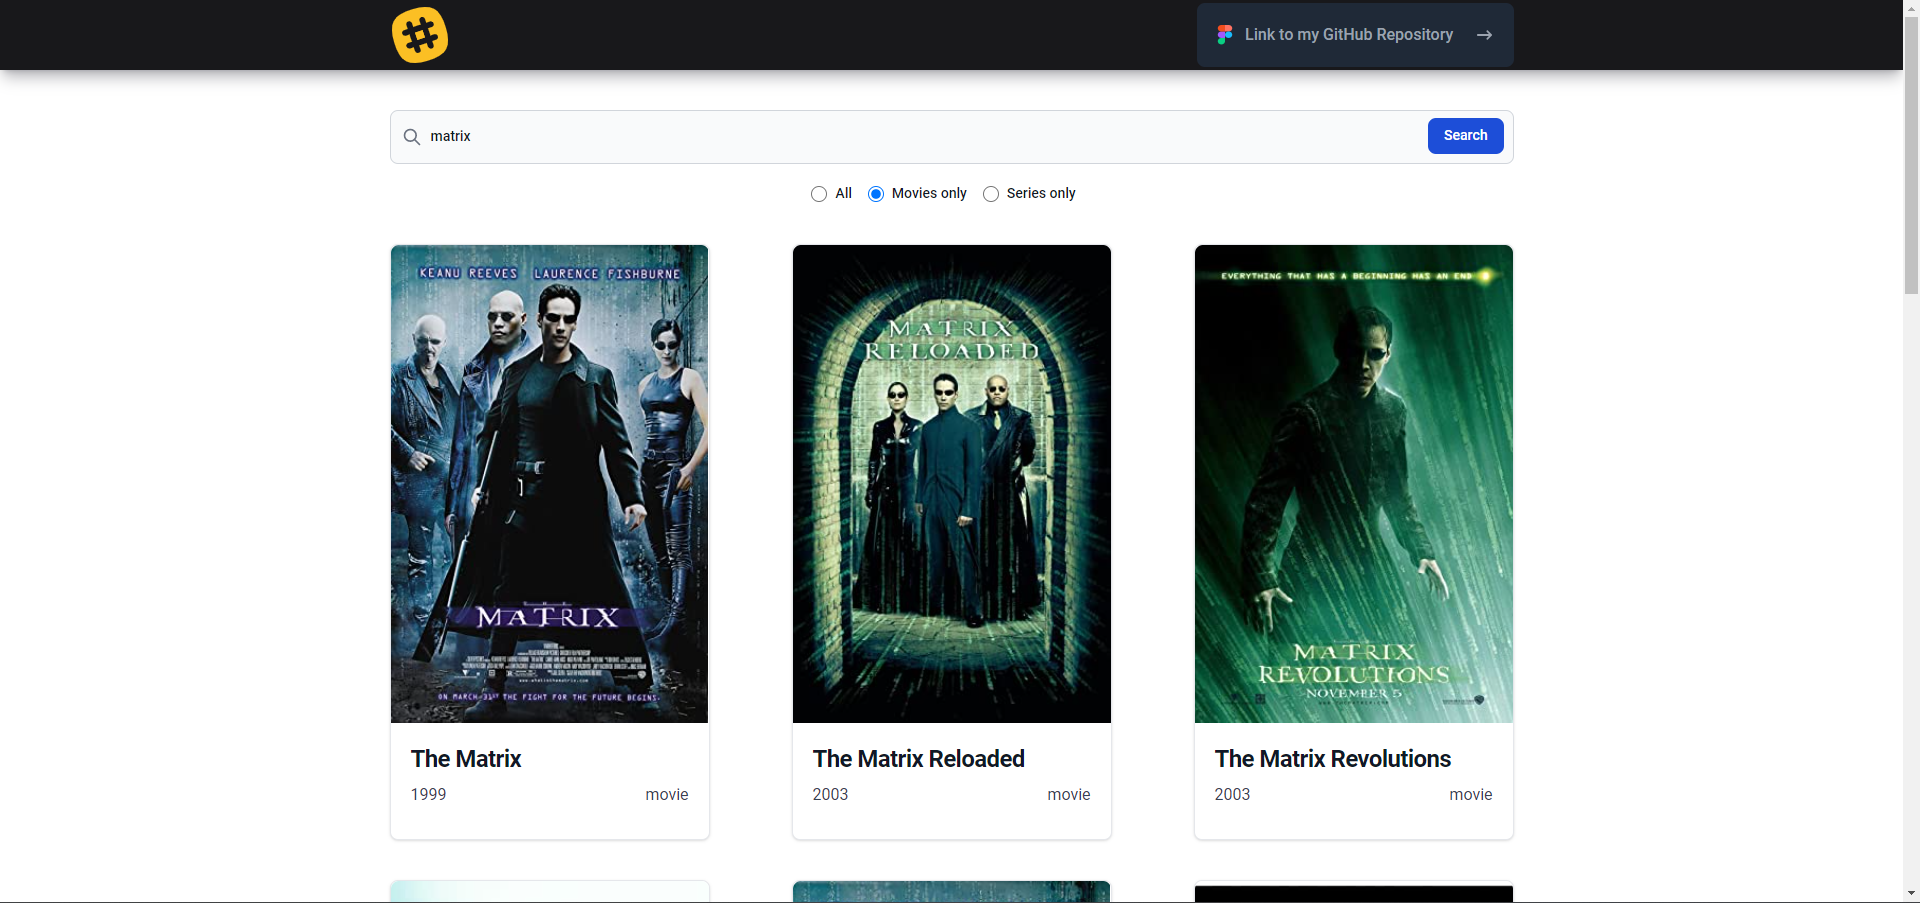 Link to my GitHub Repository
matrix
Search
All
Movies only
Series only
KEANU REEVES LAURENCE FISHBURNE
THE
MATRIX
ON MARCH 31ST THE FIGHT FOR THE FUTURE BEGINS.
MATRIX
RELOADED
EVERYTHING THAT HAS A BEGINNING HAS AN END
MATRIX
REVOLUTIONS
NOVEMBER 5
The Matrix
1999
movie
The Matrix Reloaded
2003
movie
The Matrix Revolutions
2003
movie